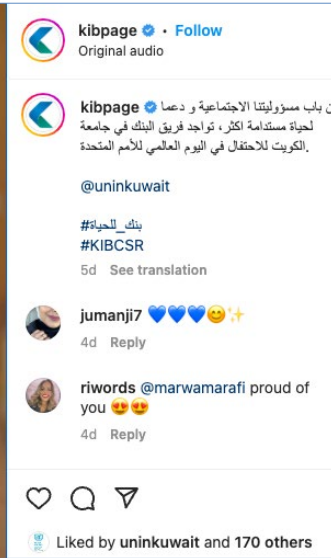 kibpage • Follow
Original audio
kibpage باب مسؤوليتنا الاجتماعية و دعما
لحياة مستدامة اكثر، تواجد فريق البنك في جامعة
الكويت للاحتفال في اليوم العالمي للأمم المتحدة.
@uninkuwait
#بنك_للحياة
#KIBCSR
5d See translation
jumanji7 💙💙💙😊✨
4d Reply
riwords @marwamarafi proud of
you 😍😍
4d Reply
Liked by uninkuwait and 170 others